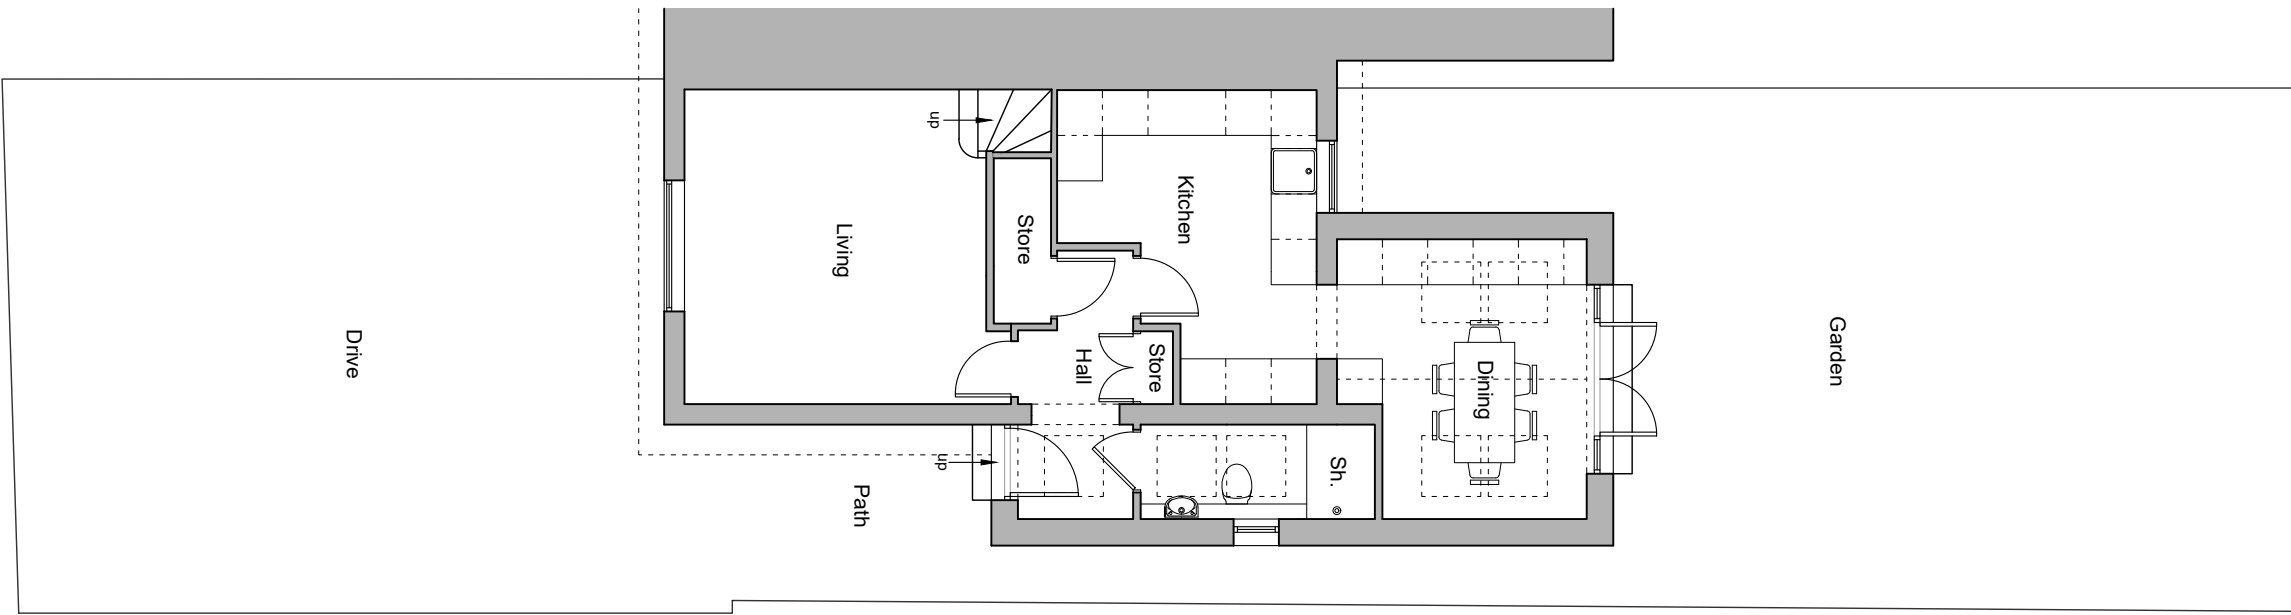 Drive
Living
up
Store
Kitchen
Hall
Store
up
Path
Sh.
Dining
Garden